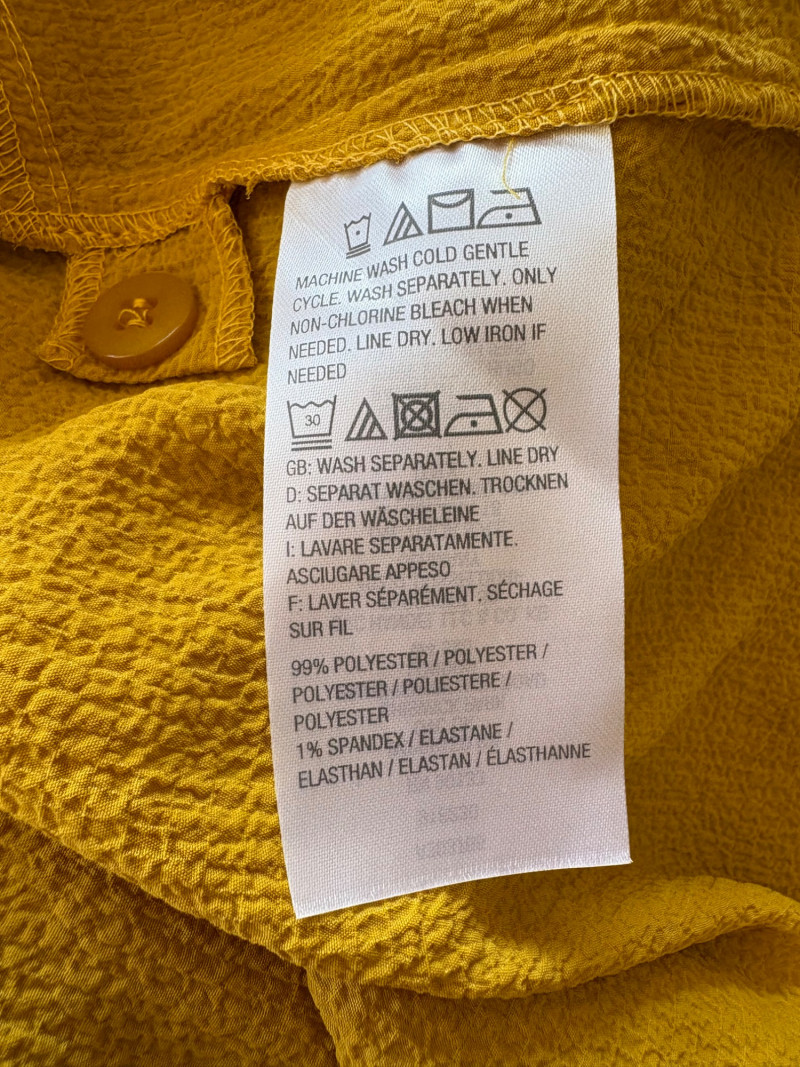 MACHINE WASH COLD GENTLE
CYCLE. WASH SEPARATELY. ONLY
NON-CHLORINE BLEACH WHEN
NEEDED. LINE DRY. LOW IRON IF
NEEDED
30
GB: WASH SEPARATELY. LINE DRY
D: SEPARAT WASCHEN. TROCKNEN
AUF DER WÄSCHELEINE
I: LAVARE SEPARATAMENTE.
ASCIUGARE APPESO
F: LAVER SÉPARÉMENT. SÉCHAGE
SUR FIL
99% POLYESTER / POLYESTER /
POLYESTER / POLIESTERE /
POLYESTER
1% SPANDEX / ELASTANE /
ELASTHAN / ELASTAN / ÉLASTHANNE